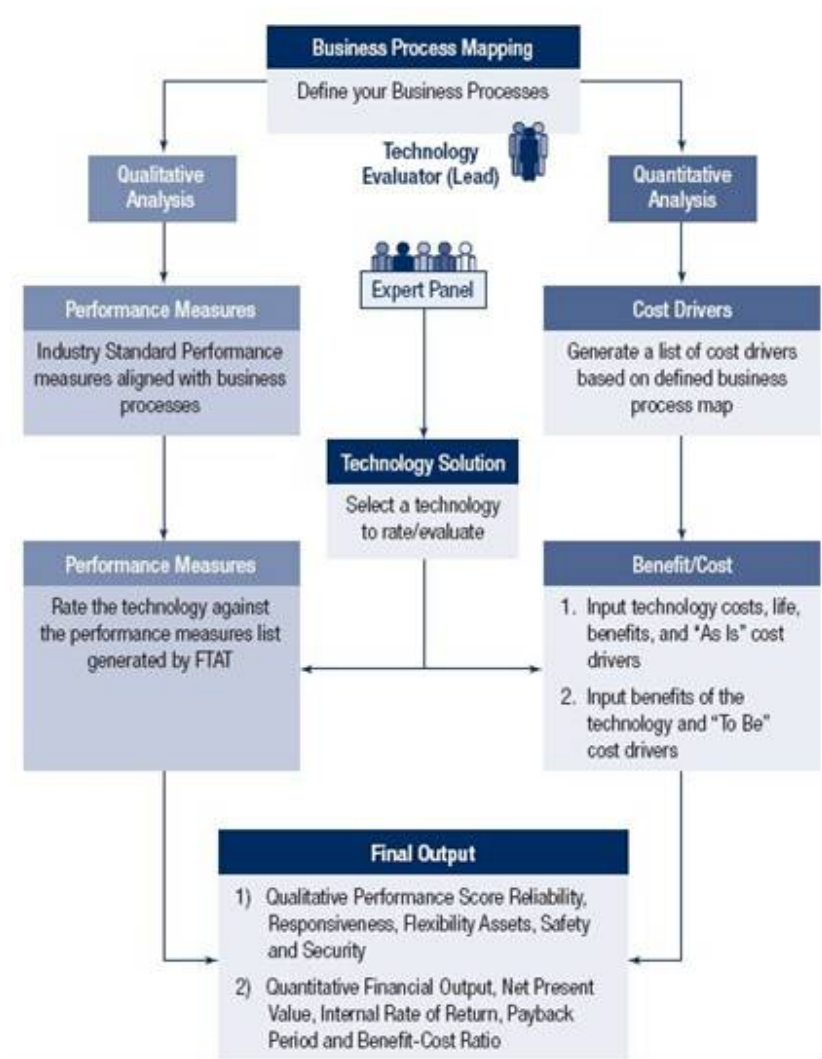 Business Process Mapping
Define your Business Processes
Technology
Evaluator (Lead)
Qualitative
Analysis
Quantitative
Analysis
Expert Panel
Performance Measures
Industry Standard Performance
measures aligned with business
processes
Cost Drivers
Generate a list of cost drivers
based on defined business
process map
Technology Solution
Select a technology
to rate/evaluate
Performance Measures
Rate the technology against
the performance measures list
generated by FTAT
Benefit/Cost
1. Input technology costs, life,
benefits, and “As Is” cost
drivers
2. Input benefits of the
technology and “To Be”
cost drivers
Final Output
1) Qualitative Performance Score Reliability,
Responsiveness, Flexibility Assets, Safety
and Security
2) Quantitative Financial Output, Net Present
Value, Internal Rate of Return, Payback
Period and Benefit-Cost Ratio